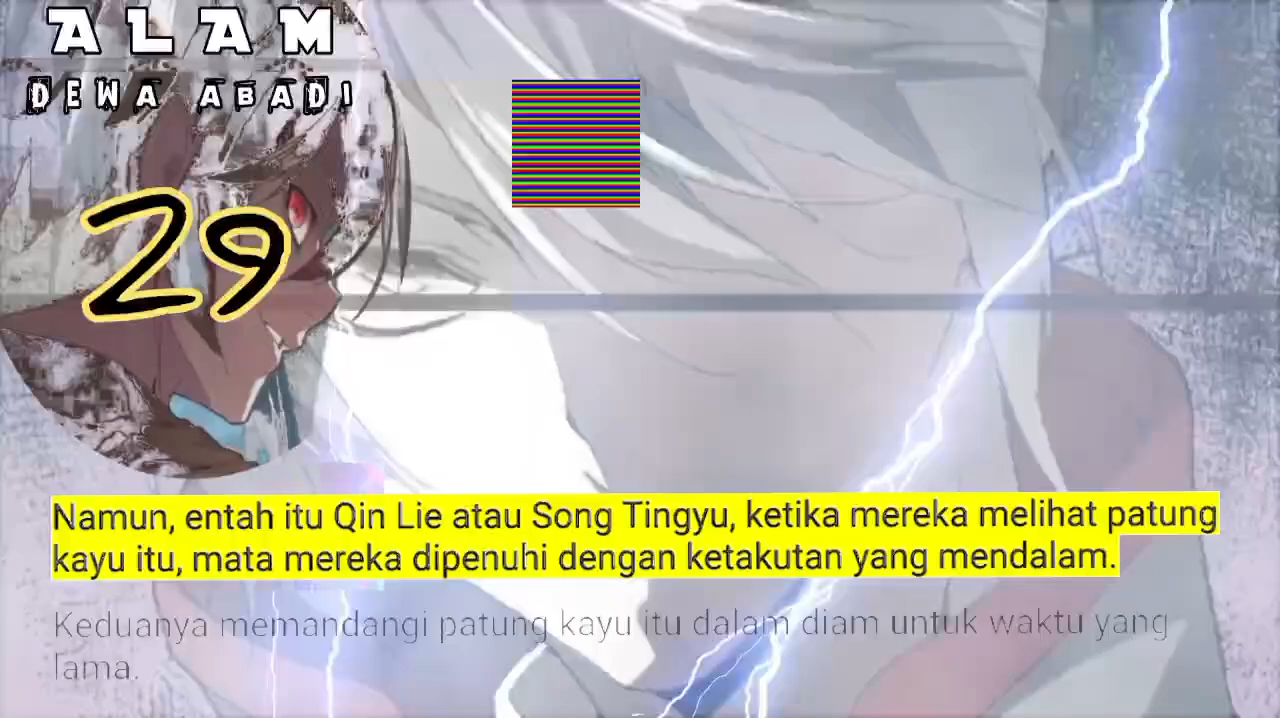 ALAM
DEWA ABADI
29
Namun, entah itu Qin Lie atau Song Tingyu, ketika mereka melihat patung
kayu itu, mata mereka dipenuhi dengan ketakutan yang mendalam.
Keduanya memandangi patung kayu itu dalam diam untuk waktu yang
lama.